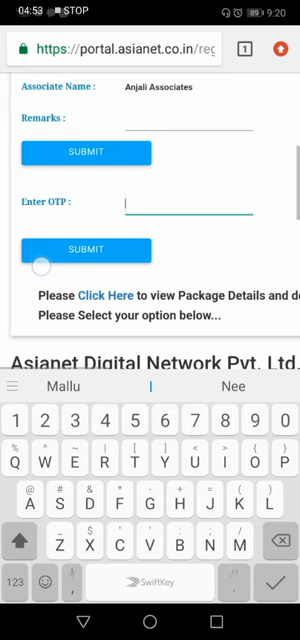 04:53 STOP
89 9:20
https://portal.asianet.co.in/reg
1
Associate Name : Anjali Associates
Remarks :
SUBMIT
Enter OTP :
SUBMIT
Please Click Here to view Package Details and do
Please Select your option below...
Asianet Digital Network Pvt. Ltd.
Mallu Nee
1 2 3 4 5 6 7 8 9 0
% ^ ~ | [ ] < > { }
Q W E R T Y U I O P
@ # & * - + = ( )
A S D F G H J K L
_ $ " ' : ; /
Z X C V B N M
123 , SwiftKey .